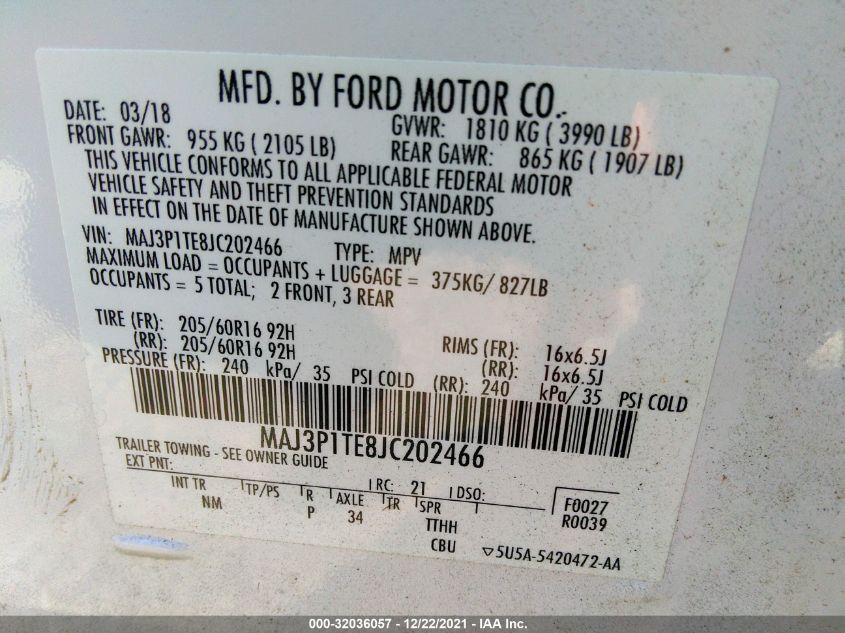 MFD. BY FORD MOTOR CO.
DATE: 03/18 GVWR: 1810 KG ( 3990 LB)
FRONT GAWR: 955 KG ( 2105 LB) REAR GAWR: 865 KG ( 1907 LB)
THIS VEHICLE CONFORMS TO ALL APPLICABLE FEDERAL MOTOR
VEHICLE SAFETY AND THEFT PREVENTION STANDARDS
IN EFFECT ON THE DATE OF MANUFACTURE SHOWN ABOVE.
VIN: MAJ3P1TE8JC202466 TYPE: MPV
MAXIMUM LOAD = OCCUPANTS + LUGGAGE = 375KG/ 827LB
OCCUPANTS = 5 TOTAL; 2 FRONT, 3 REAR
TIRE (FR): 205/60R16 92H RIMS (FR): 16x6.5J
(RR): 205/60R16 92H (RR): 16x6.5J
PRESSURE (FR): 240 kPa/ 35 PSI COLD (RR): 240 kPa/ 35 PSI COLD
MAJ3P1TE8JC202466
TRAILER TOWING - SEE OWNER GUIDE
EXT PNT: RC: 21 DSO: F0027
INT TR TP/PS R AXLE TR SPR R0039
NM P 34 TTHH
CBU ▽5U5A-5420472-AA
000-32036057 - 12/22/2021 - IAA Inc.